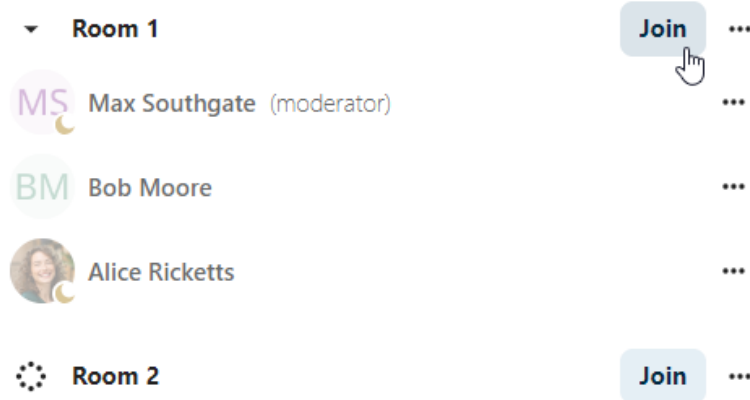 Room 1 Join
MS Max Southgate (moderator)
BM Bob Moore
Alice Ricketts
Room 2 Join